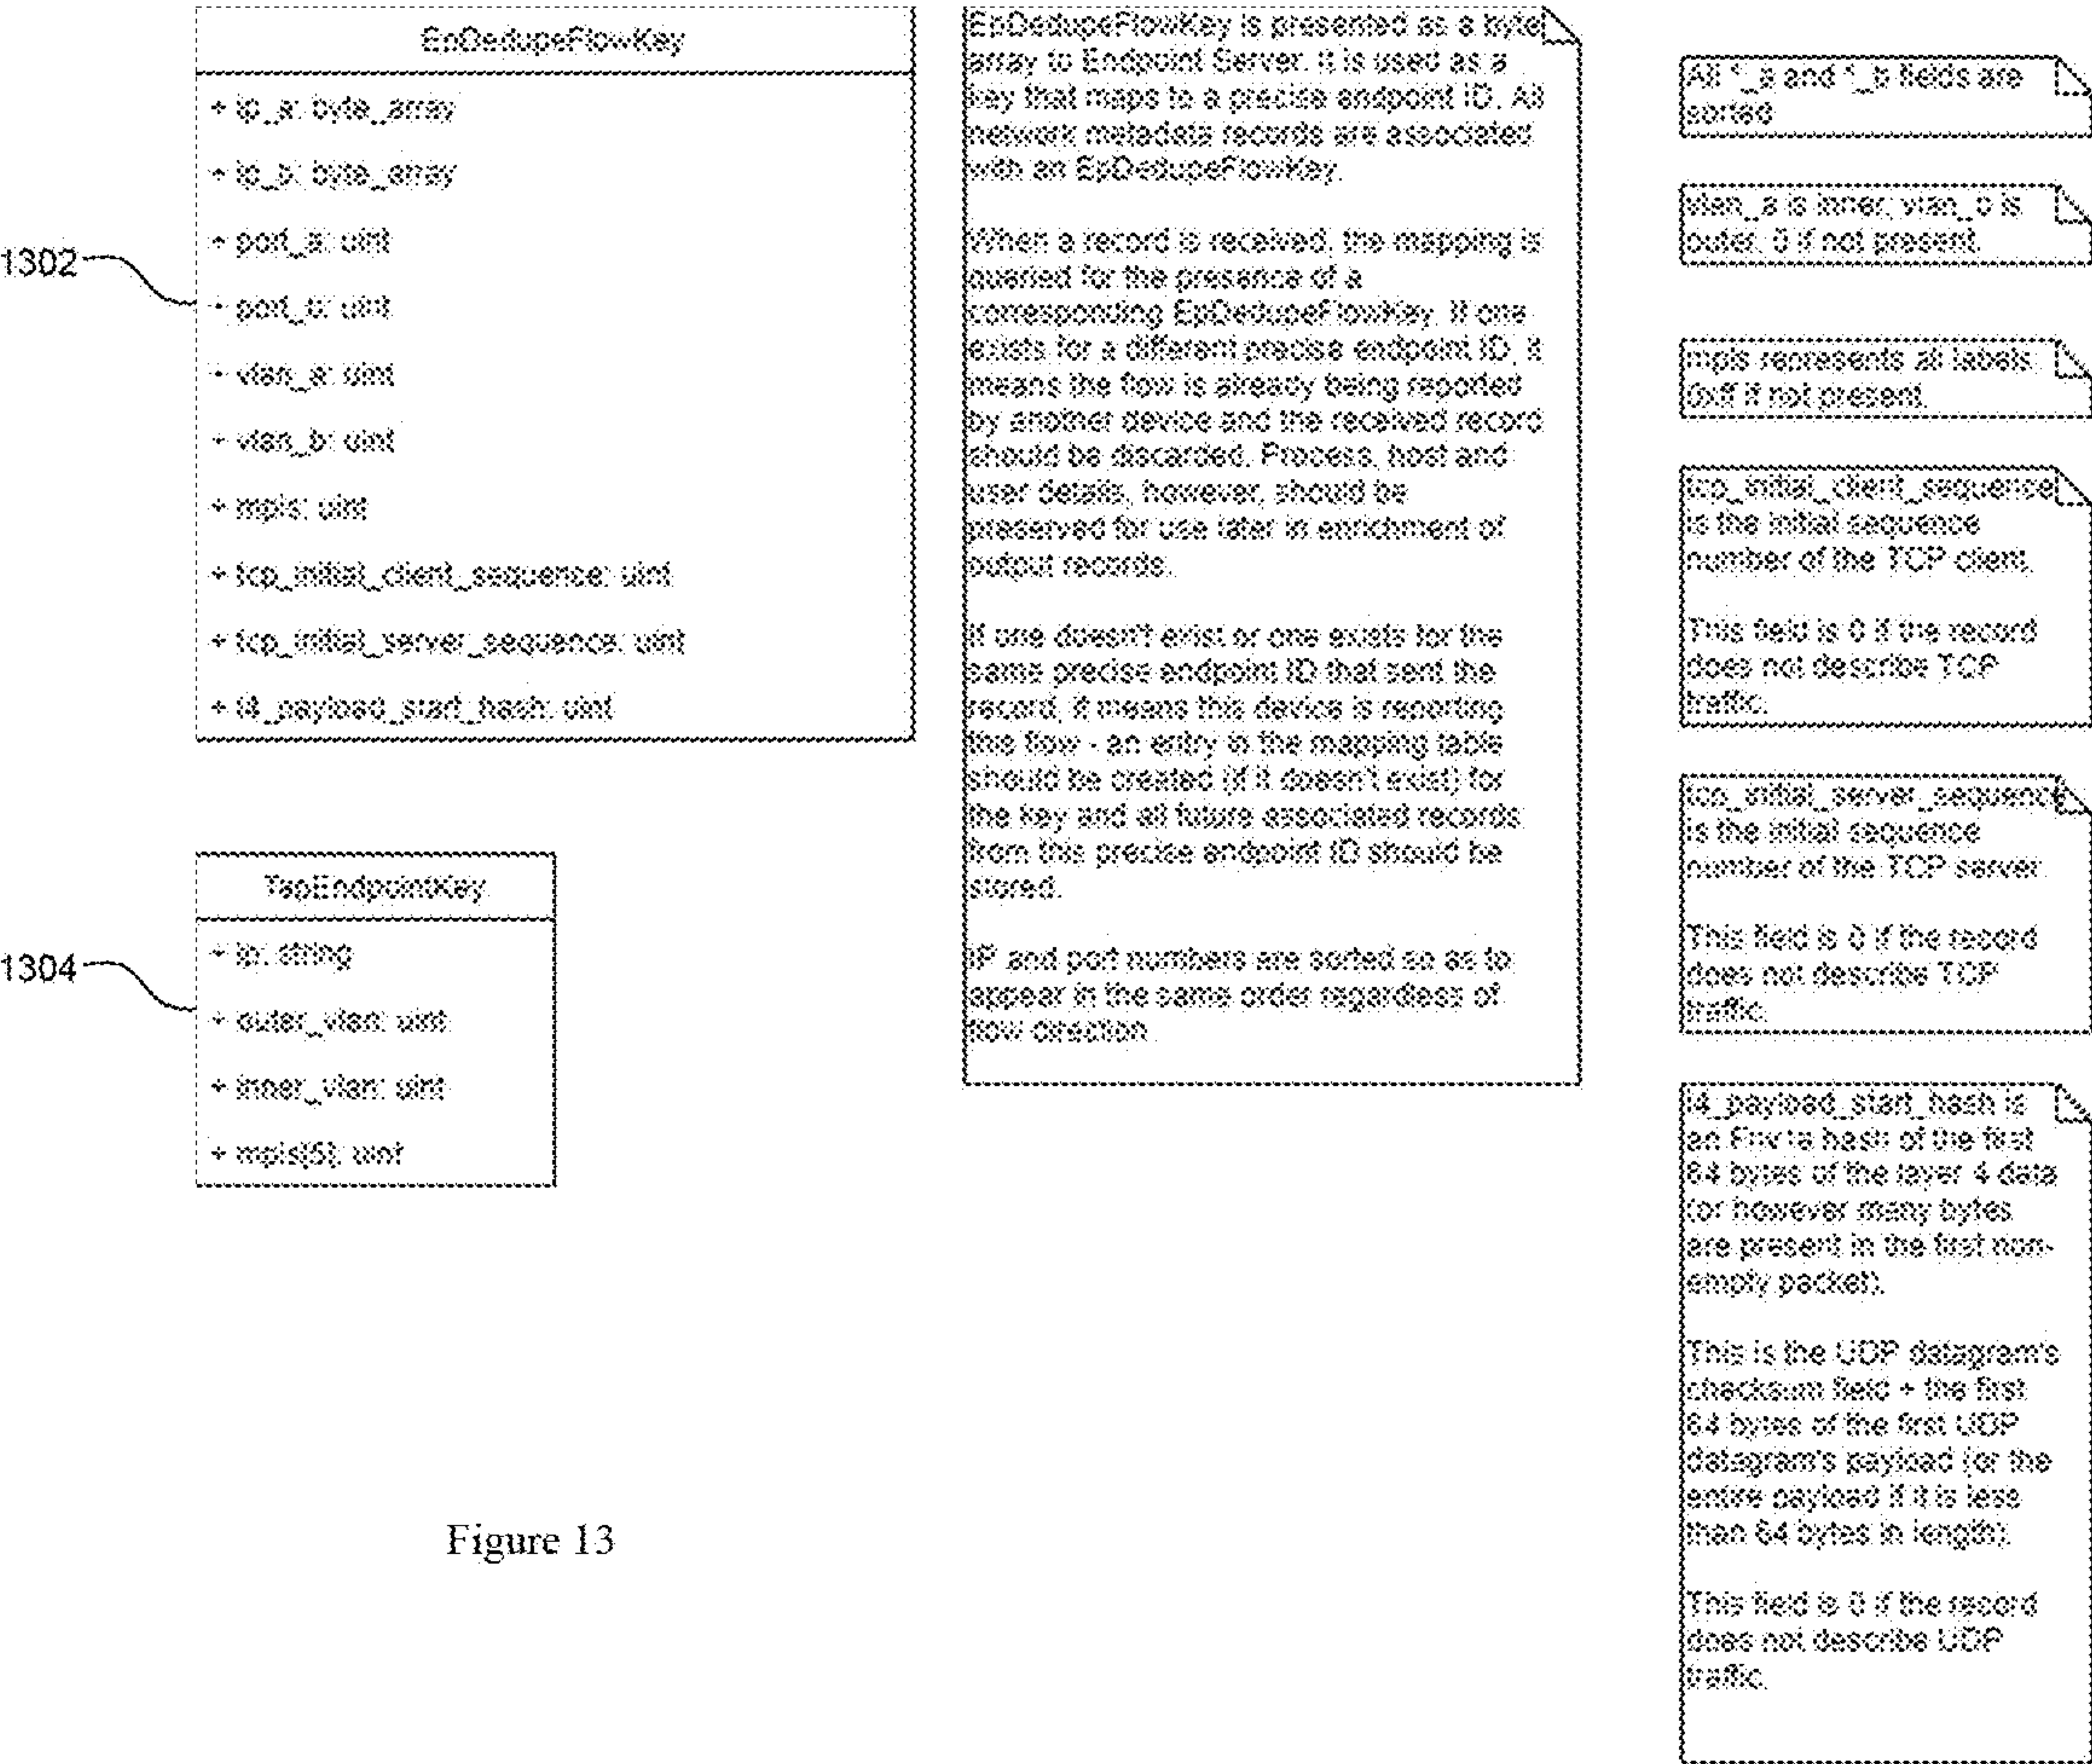 EpDedupeFlowKey
+ ip_a: byte_array
+ ip_b: byte_array
+ port_a: uint
+ port_b: uint
+ vlan_a: uint
+ vlan_b: uint
+ mpls: uint
+ tcp_initial_client_sequence: uint
+ tcp_initial_server_sequence: uint
+ l4_payload_start_hash: uint
1302
TapEndpointKey
+ ip: string
+ outer_vlan: uint
+ inner_vlan: uint
+ mpls[5]: uint
1304
EpDedupeFlowKey is presented as a byte
array to Endpoint Server. It is used as a
key that maps to a precise endpoint ID. All
network metadata records are associated
with an EpDedupeFlowKey.
When a record is received, the mapping is
queried for the presence of a
corresponding EpDedupeFlowKey. If one
exists for a different precise endpoint ID, it
means the flow is already being reported
by another device and the received record
should be discarded. Process, host and
user details, however, should be
preserved for use later in enrichment of
output records.
If one doesn't exist or one exists for the
same precise endpoint ID that sent the
record, it means this device is reporting
the flow - an entry in the mapping table
should be created (if it doesn't exist) for
the key and all future associated records
from this precise endpoint ID should be
stored.
IP and port numbers are sorted so as to
appear in the same order regardless of
flow direction.
All *_a and *_b fields are
sorted
vlan_a is inner, vlan_b is
outer. 0 if not present.
mpls represents all labels.
0xff if not present.
tcp_initial_client_sequence
is the initial sequence
number of the TCP client.
This field is 0 if the record
does not describe TCP
traffic.
tcp_initial_server_sequence
is the initial sequence
number of the TCP server.
This field is 0 if the record
does not describe TCP
traffic.
l4_payload_start_hash is
an Fnv1a hash of the first
64 bytes of the layer 4 data
(or however many bytes
are present in the first non-
empty packet).
This is the UDP datagram's
checksum field + the first
64 bytes of the first UDP
datagram's payload (or the
entire payload if it is less
than 64 bytes in length).
This field is 0 if the record
does not describe UDP
traffic.
Figure 13